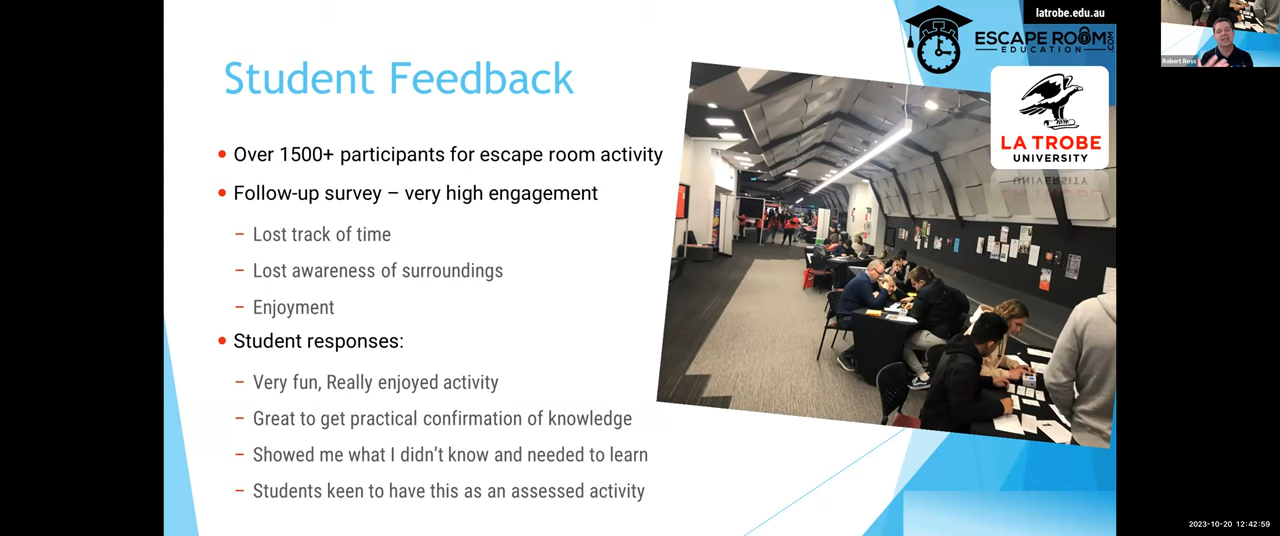 latrobe.edu.au
ESCAPE ROOM
.COM
EDUCATION
Robert Ross
Student Feedback
LA TROBE
UNIVERSITY
Over 1500+ participants for escape room activity
Follow-up survey – very high engagement
– Lost track of time
– Lost awareness of surroundings
– Enjoyment
Student responses:
– Very fun, Really enjoyed activity
– Great to get practical confirmation of knowledge
– Showed me what I didn't know and needed to learn
– Students keen to have this as an assessed activity
2023-10-20 12:42:59